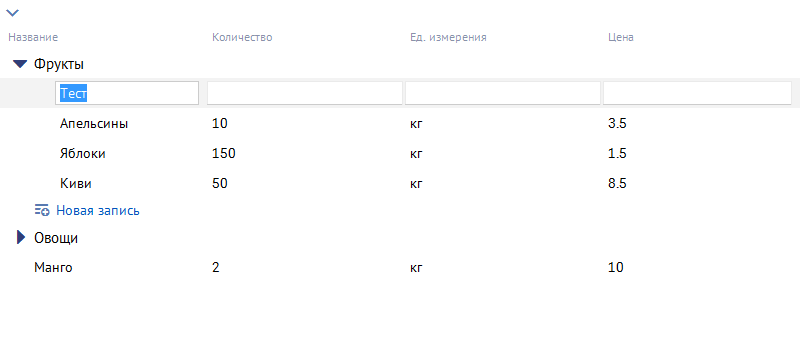 Название Количество Ед. измерения Цена
Фрукты
Тест
Апельсины 10 кг 3.5
Яблоки 150 кг 1.5
Киви 50 кг 8.5
Новая запись
Овощи
Манго 2 кг 10